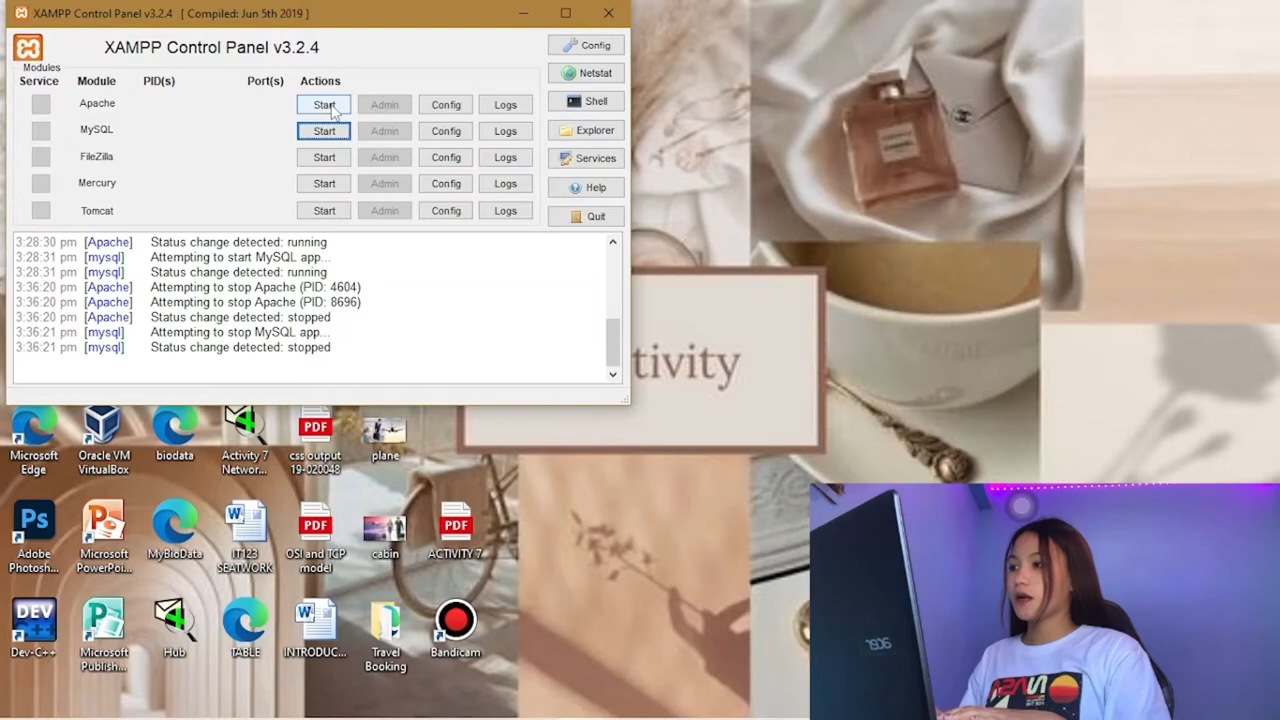 XAMPP Control Panel v3.2.4 [ Compiled: Jun 5th 2019 ]
XAMPP Control Panel v3.2.4
Config
Modules
Service Module PID(s) Port(s) Actions
Netstat
Apache Start Admin Config Logs
Shell
MySQL Start Admin Config Logs
Explorer
FileZilla Start Admin Config Logs
Services
Mercury Start Admin Config Logs
Help
Tomcat Start Admin Config Logs
Quit
3:28:30 pm [Apache] Status change detected: running
3:28:31 pm [mysql] Attempting to start MySQL app...
3:28:31 pm [mysql] Status change detected: running
3:36:20 pm [Apache] Attempting to stop Apache (PID: 4604)
3:36:20 pm [Apache] Attempting to stop Apache (PID: 8696)
3:36:20 pm [Apache] Status change detected: stopped
3:36:21 pm [mysql] Attempting to stop MySQL app...
3:36:21 pm [mysql] Status change detected: stopped
CHANEL
tivity
Microsoft Edge
Oracle VM VirtualBox
biodata
Activity 7 Networ...
PDF
css output 19-020048
plane
Ps
Adobe Photosh...
Microsoft PowerPoi...
MyBioData
IT123 SEATWORK
PDF
OSI and TCP model
cabin
PDF
ACTIVITY 7
DEV C++
Dev-C++
Microsoft Publish...
Hub
TABLE
INTRODUC...
Travel Booking
Bandicam
acer
NASA